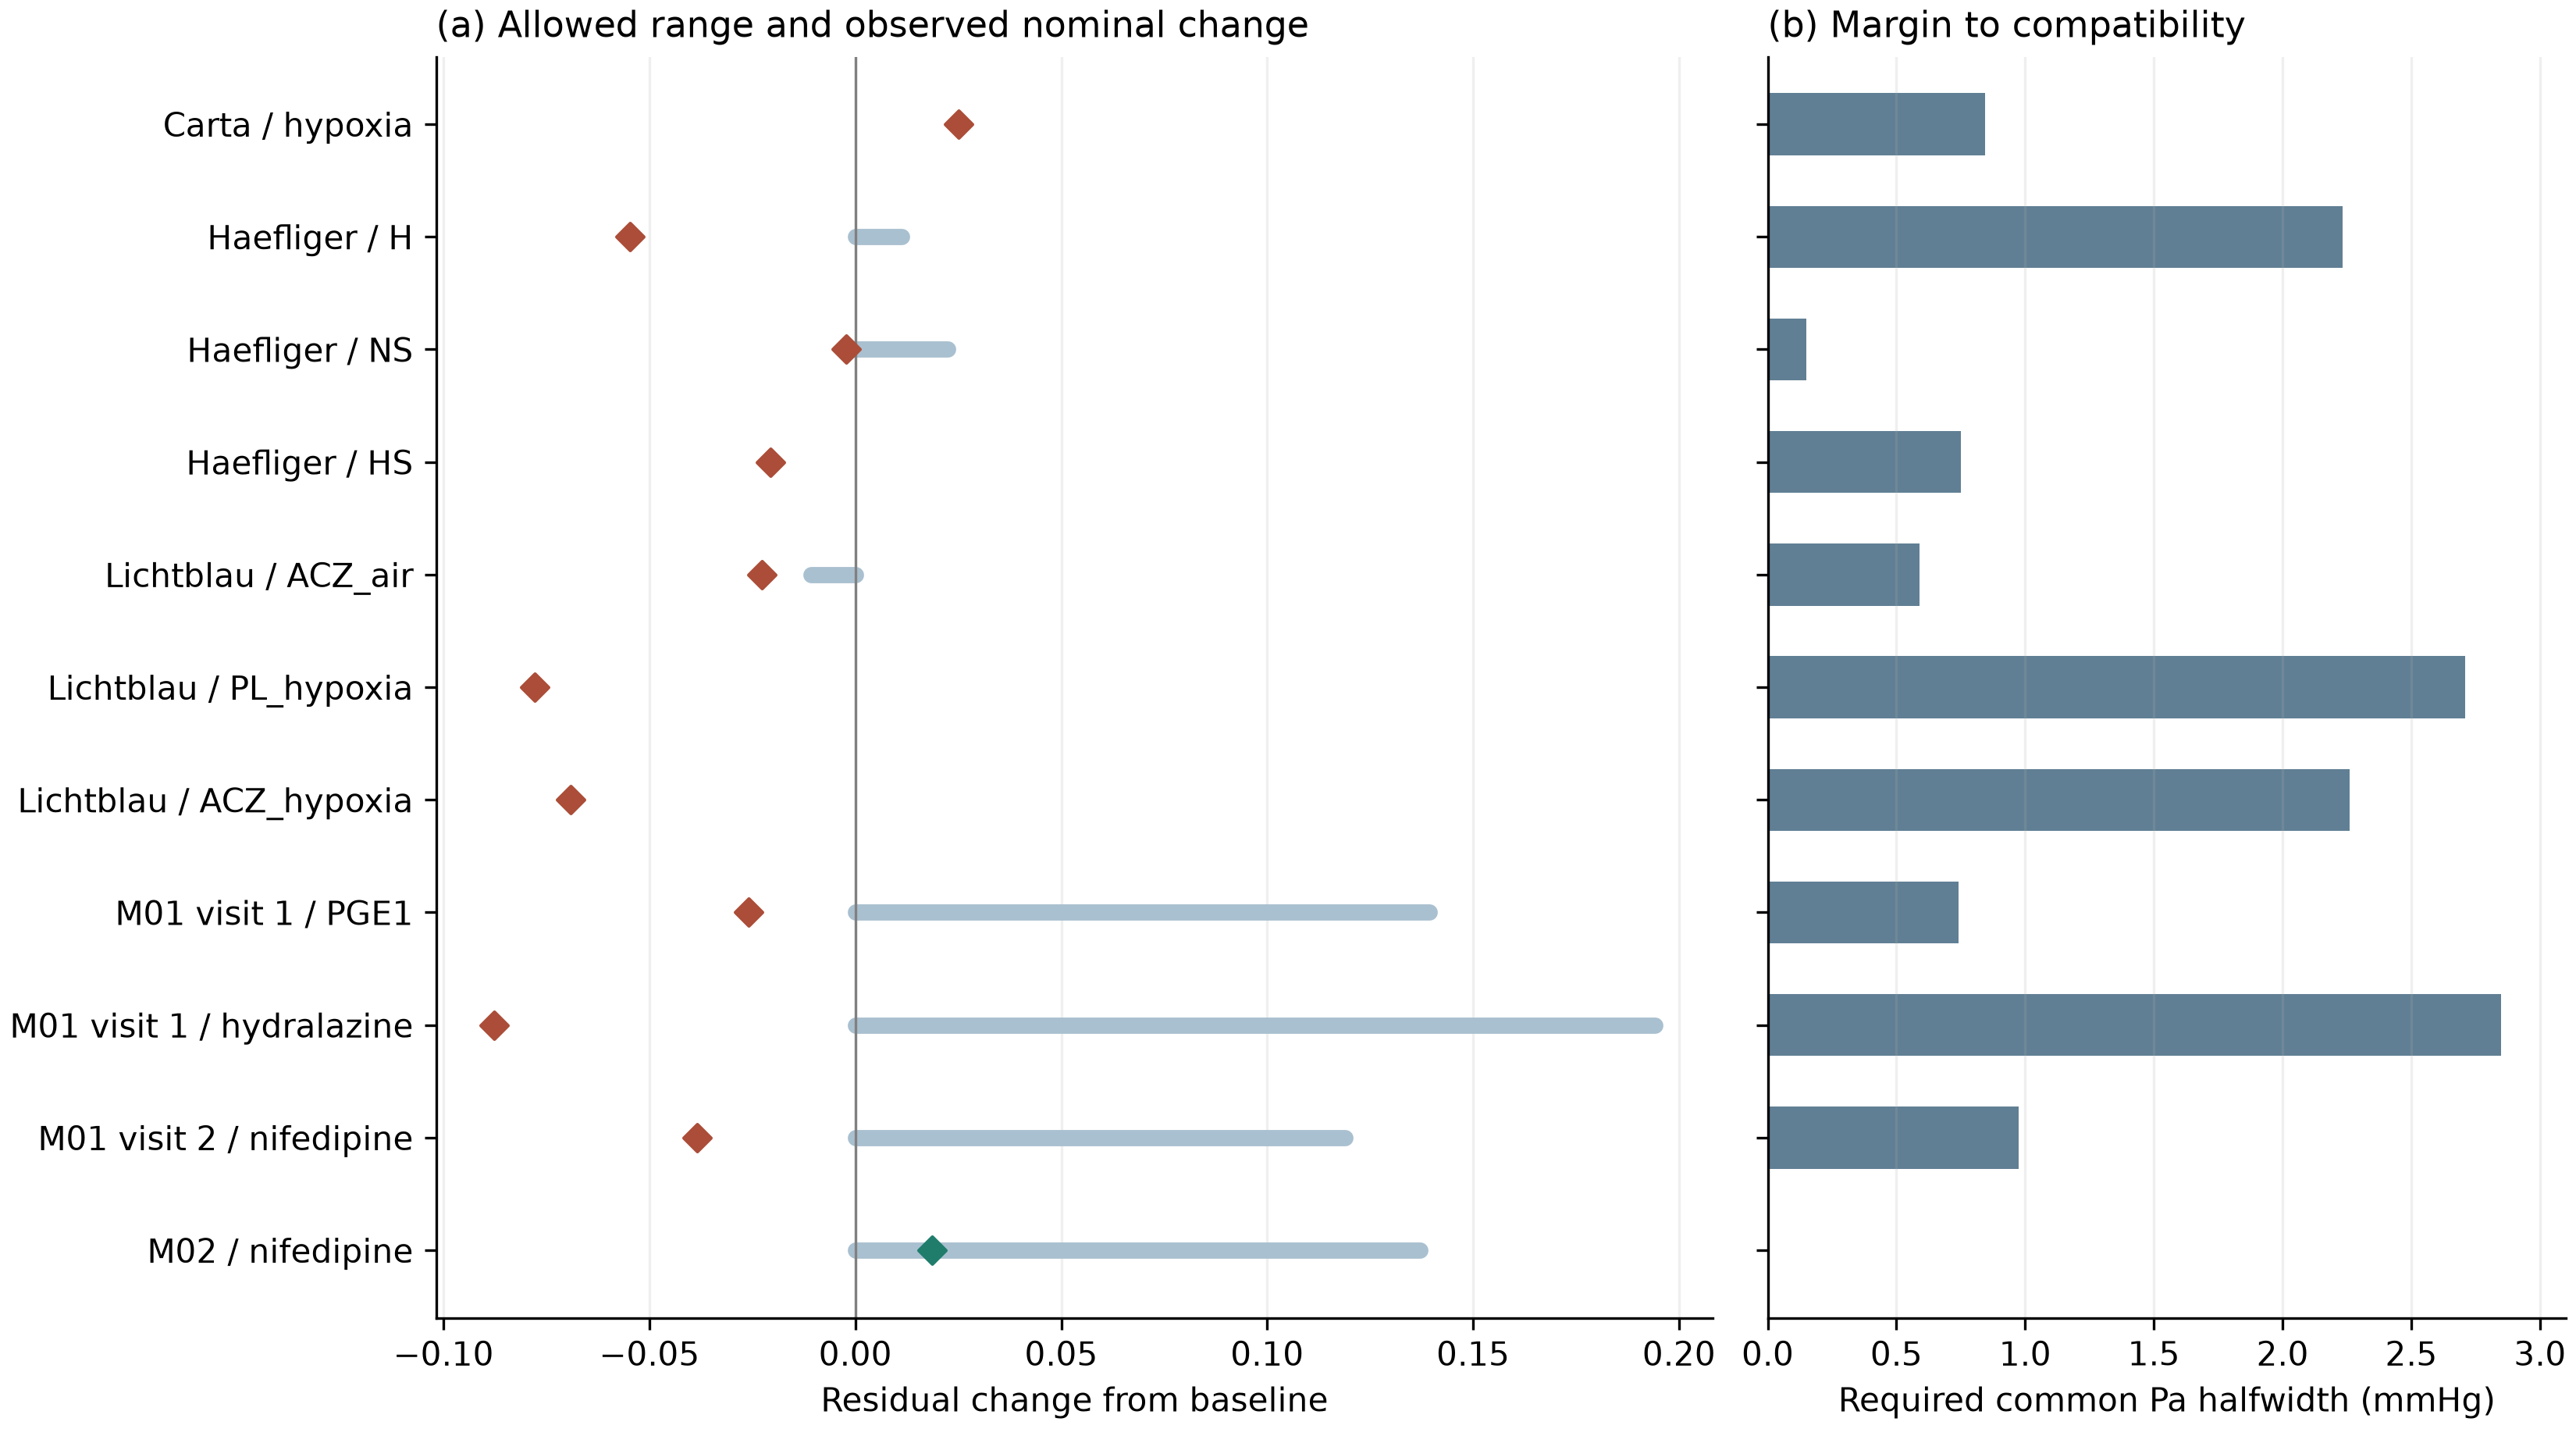 (a) Allowed range and observed nominal change
Carta / hypoxia
Haefliger / H
Haefliger / NS
Haefliger / HS
Lichtblau / ACZ_air
Lichtblau / PL_hypoxia
Lichtblau / ACZ_hypoxia
M01 visit 1 / PGE1
M01 visit 1 / hydralazine
M01 visit 2 / nifedipine
M02 / nifedipine
−0.10 −0.05 0.00 0.05 0.10 0.15 0.20
Residual change from baseline
(b) Margin to compatibility
0.0 0.5 1.0 1.5 2.0 2.5 3.0
Required common Pa halfwidth (mmHg)